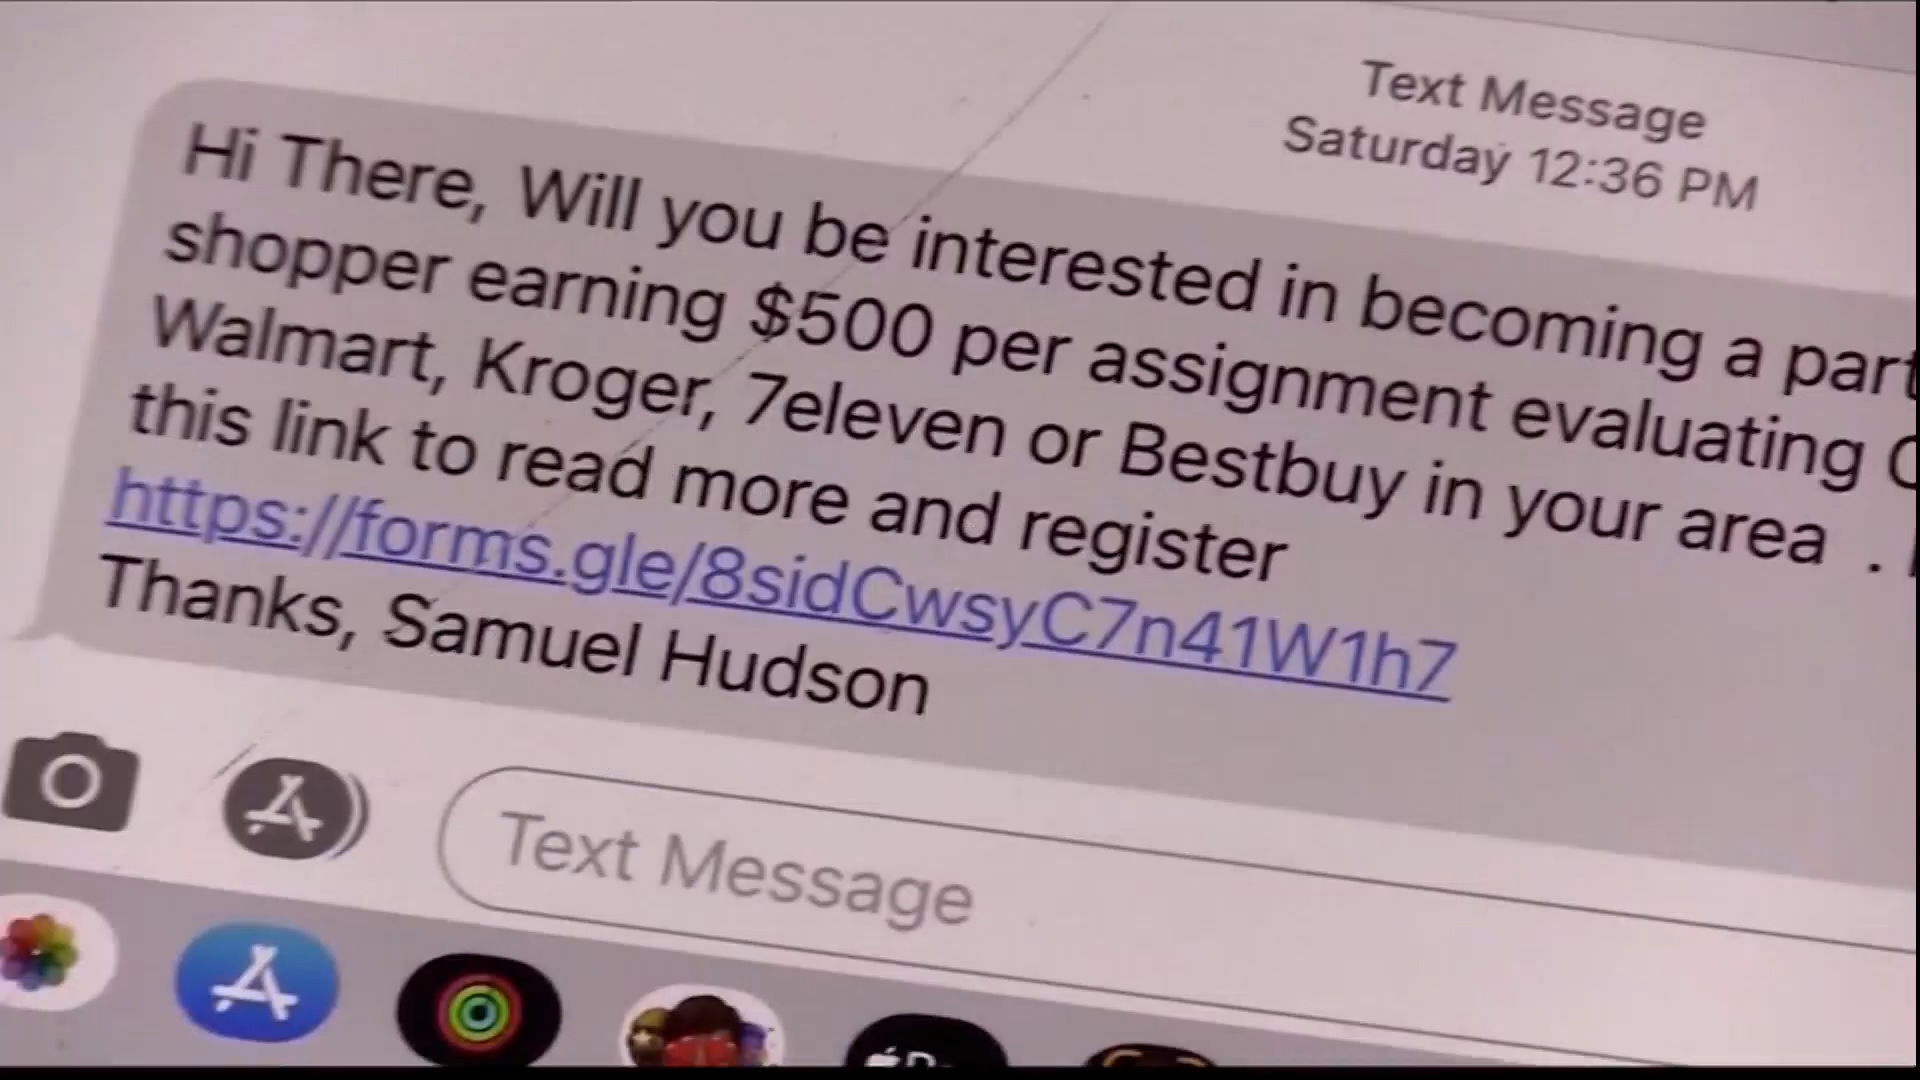 Text Message
Saturday 12:36 PM
Hi There, Will you be interested in becoming a part
shopper earning $500 per assignment evaluating
Walmart, Kroger, 7eleven or Bestbuy in your area .
this link to read more and register
https://forms.gle/8sidCwsyC7n41W1h7
Thanks, Samuel Hudson
Text Message